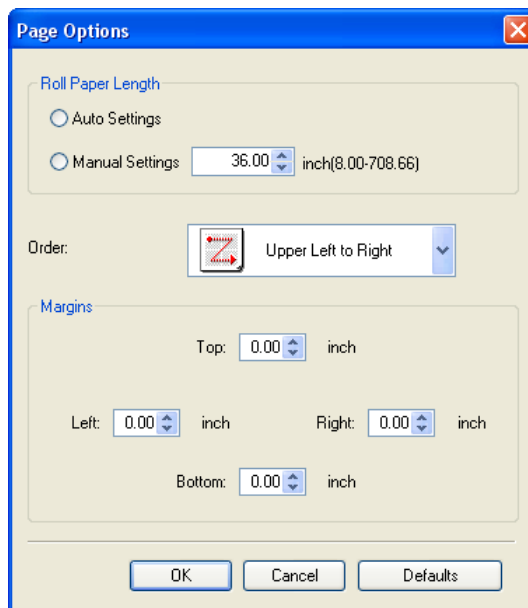 Page Options
Roll Paper Length
Auto Settings
Manual Settings 36.00 inch(8.00-708.66)
Order: Upper Left to Right
Margins
Top: 0.00 inch
Left: 0.00 inch Right: 0.00 inch
Bottom: 0.00 inch
OK Cancel Defaults